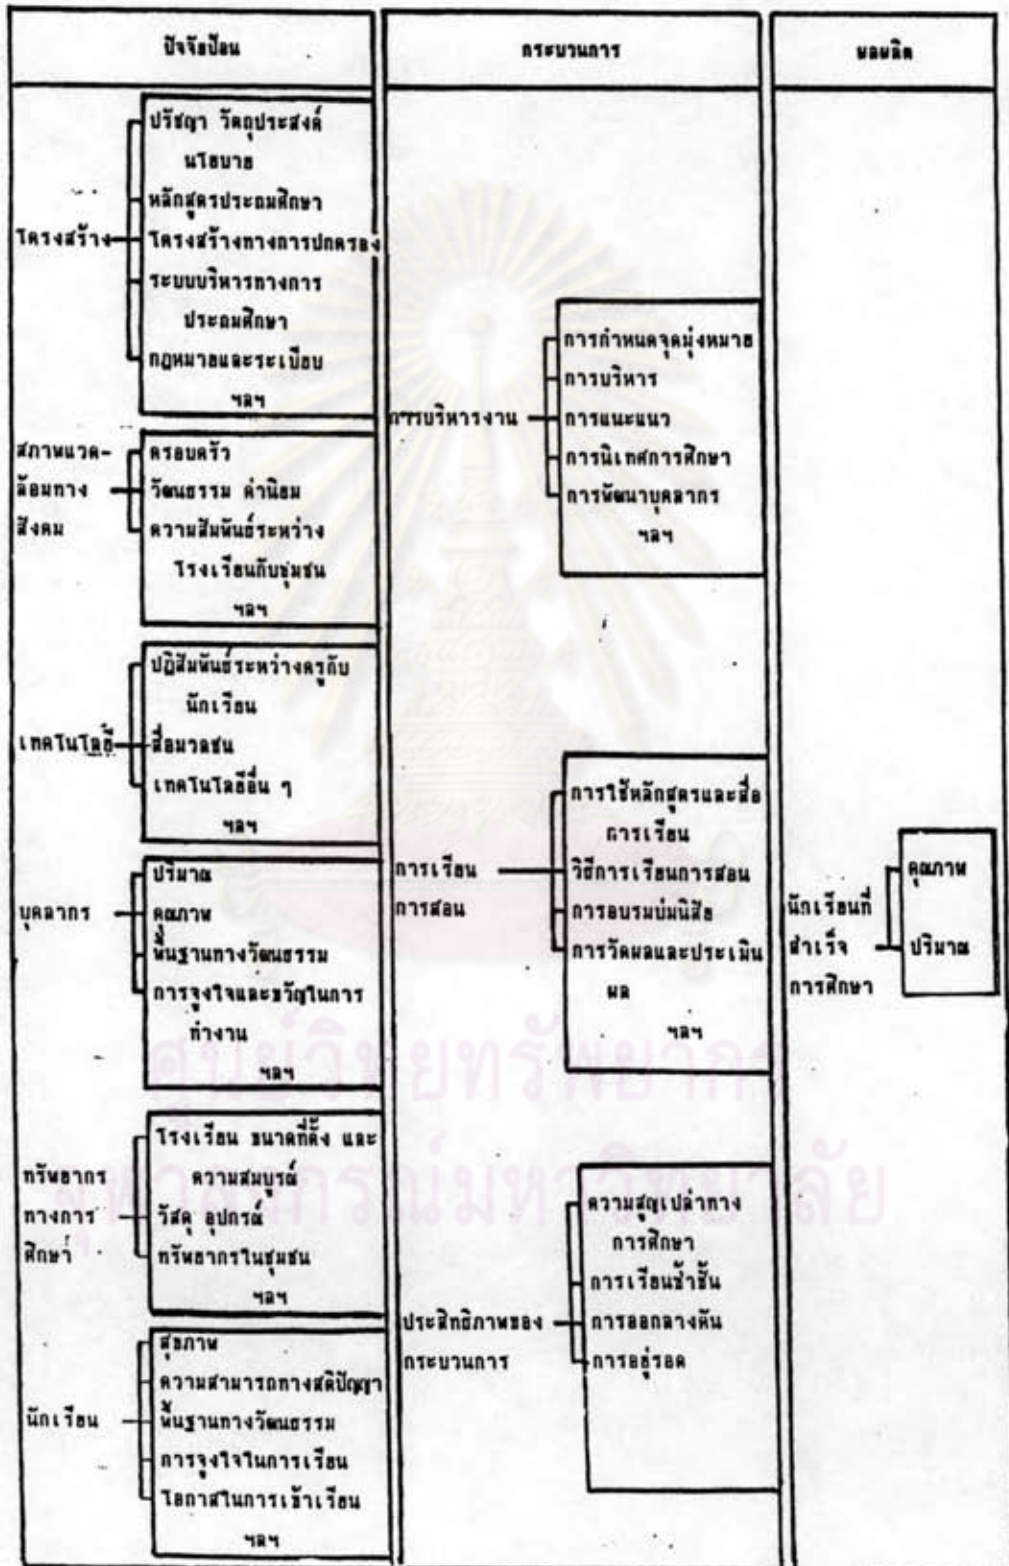 ปัจจัยป้อน
กระบวนการ
ผลผลิต
โครงสร้าง
ปรัชญา วัตถุประสงค์
นโยบาย
หลักสูตรประถมศึกษา
โครงสร้างทางการปกครอง
ระบบบริหารทางการ
ประถมศึกษา
กฎหมายและระเบียบ
ฯลฯ
สภาพแวด-
ล้อมทาง
สังคม
ครอบครัว
วัฒนธรรม ค่านิยม
ความสัมพันธ์ระหว่าง
โรงเรียนกับชุมชน
ฯลฯ
เทคโนโลยี
ปฏิสัมพันธ์ระหว่างครูกับ
นักเรียน
สื่อมวลชน
เทคโนโลยีอื่น ๆ
ฯลฯ
บุคลากร
ปริมาณ
คุณภาพ
พื้นฐานทางวัฒนธรรม
การจูงใจและขวัญในการ
ทำงาน
ฯลฯ
ทรัพยากร
ทางการ
ศึกษา
โรงเรียน ขนาดที่ตั้ง และ
ความสมบูรณ์
วัสดุ อุปกรณ์
ทรัพยากรในชุมชน
ฯลฯ
นักเรียน
สุขภาพ
ความสามารถทางสติปัญญา
พื้นฐานทางวัฒนธรรม
การจูงใจในการเรียน
โอกาสในการเข้าเรียน
ฯลฯ
การบริหารงาน
การกำหนดจุดมุ่งหมาย
การบริหาร
การแนะแนว
การนิเทศการศึกษา
การพัฒนาบุคลากร
ฯลฯ
การเรียน
การสอน
การใช้หลักสูตรและสื่อ
การเรียน
วิธีการเรียนการสอน
การอบรมบ่มนิสัย
การวัดผลและประเมิน
ผล
ฯลฯ
ประสิทธิภาพของ
กระบวนการ
ความสูญเปล่าทาง
การศึกษา
การเรียนซ้ำชั้น
การออกกลางคัน
การอยู่รอด
นักเรียนที่
สำเร็จ
การศึกษา
คุณภาพ
ปริมาณ
ศูนย์วิทยทรัพยากร
จุฬาลงกรณ์มหาวิทยาลัย